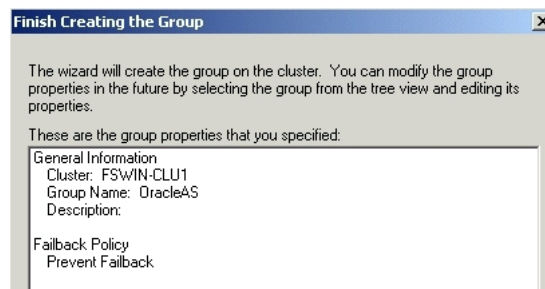 Finish Creating the Group
The wizard will create the group on the cluster. You can modify the group
properties in the future by selecting the group from the tree view and editing its
properties.
These are the group properties that you specified:
General Information
Cluster: FSWIN-CLU1
Group Name: OracleAS
Description:
Failback Policy
Prevent Failback